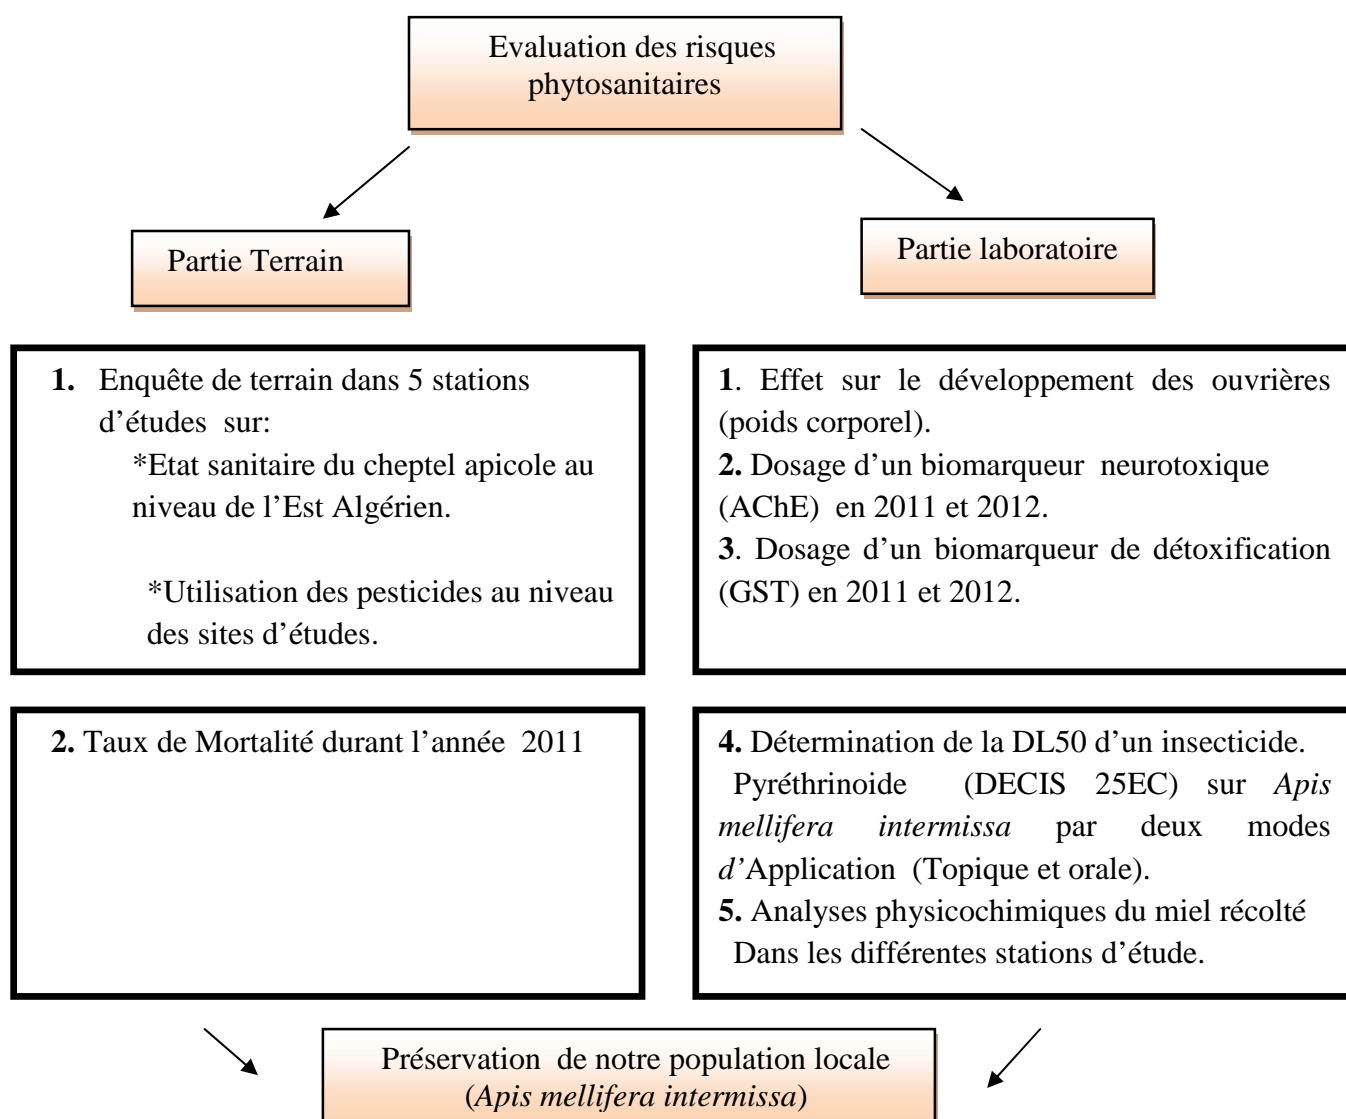 Evaluation des risques
phytosanitaires
Partie Terrain
Partie laboratoire
1. Enquête de terrain dans 5 stations
d’études sur:
*Etat sanitaire du cheptel apicole au
niveau de l’Est Algérien.
*Utilisation des pesticides au niveau
des sites d’études.
1. Effet sur le développement des ouvrières
(poids corporel).
2. Dosage d’un biomarqueur neurotoxique
(AChE) en 2011 et 2012.
3. Dosage d’un biomarqueur de détoxification
(GST) en 2011 et 2012.
2. Taux de Mortalité durant l’année 2011
4. Détermination de la DL50 d’un insecticide.
Pyréthrinoide (DECIS 25EC) sur Apis
mellifera intermissa par deux modes
d’Application (Topique et orale).
5. Analyses physicochimiques du miel récolté
Dans les différentes stations d’étude.
Préservation de notre population locale
(Apis mellifera intermissa)